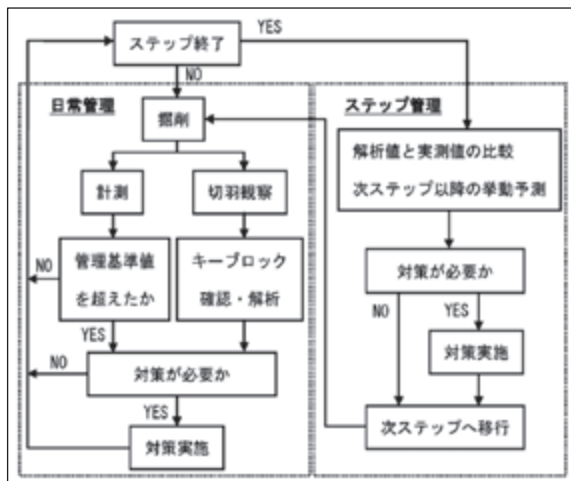 ステップ終了
YES
NO
日常管理
掘削
計測
切羽観察
管理基準値
を超えたか
NO
YES
キーブロック
確認・解析
対策が必要か
NO
YES
対策実施
ステップ管理
解析値と実測値の比較
次ステップ以降の挙動予測
対策が必要か
NO
YES
対策実施
次ステップへ移行